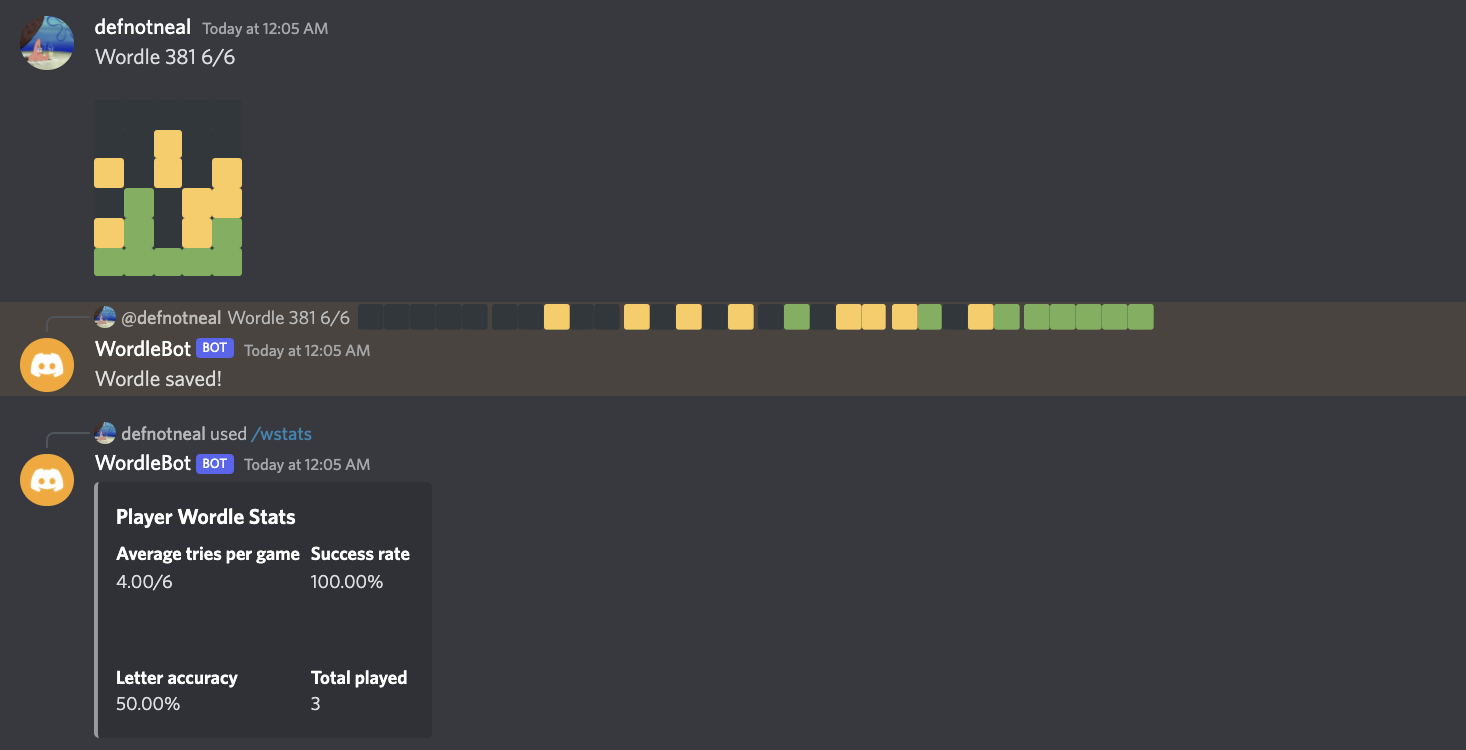 defnotneal Today at 12:05 AM
Wordle 381 6/6
@defnotneal Wordle 381 6/6
WordleBot BOT Today at 12:05 AM
Wordle saved!
defnotneal used /wstats
WordleBot BOT Today at 12:05 AM
Player Wordle Stats
Average tries per game Success rate
4.00/6 100.00%
Letter accuracy Total played
50.00% 3